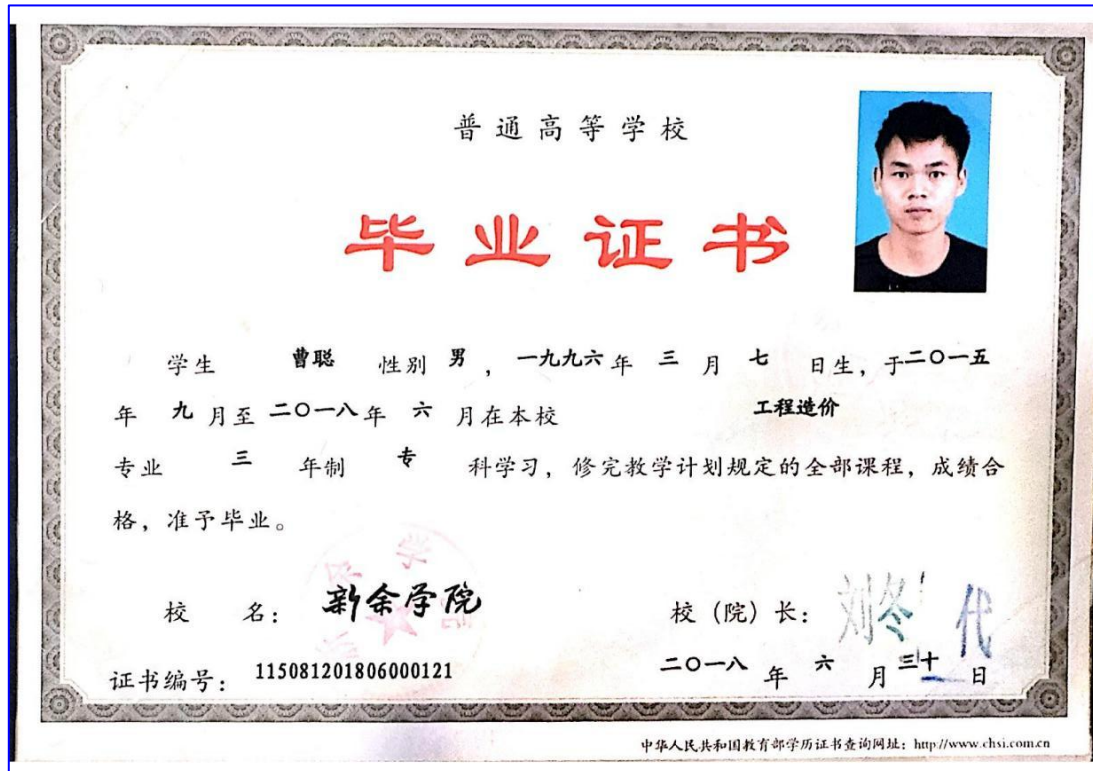 普通高等学校
毕业证书
学生 曹聪 性别 男 ，一九九六 年 三 月 七 日生，于二〇一五
年 九 月至 二〇一八 年 六 月在本校 工程造价
专业 三 年制 专 科学习，修完教学计划规定的全部课程，成绩合
格，准予毕业。
校 名： 新余学院 校（院）长： 刘冬代
证书编号： 115081201806000121 二〇一八 年 六 月 三十 日
中华人民共和国教育部学历证书查询网址：http://www.chsi.com.cn